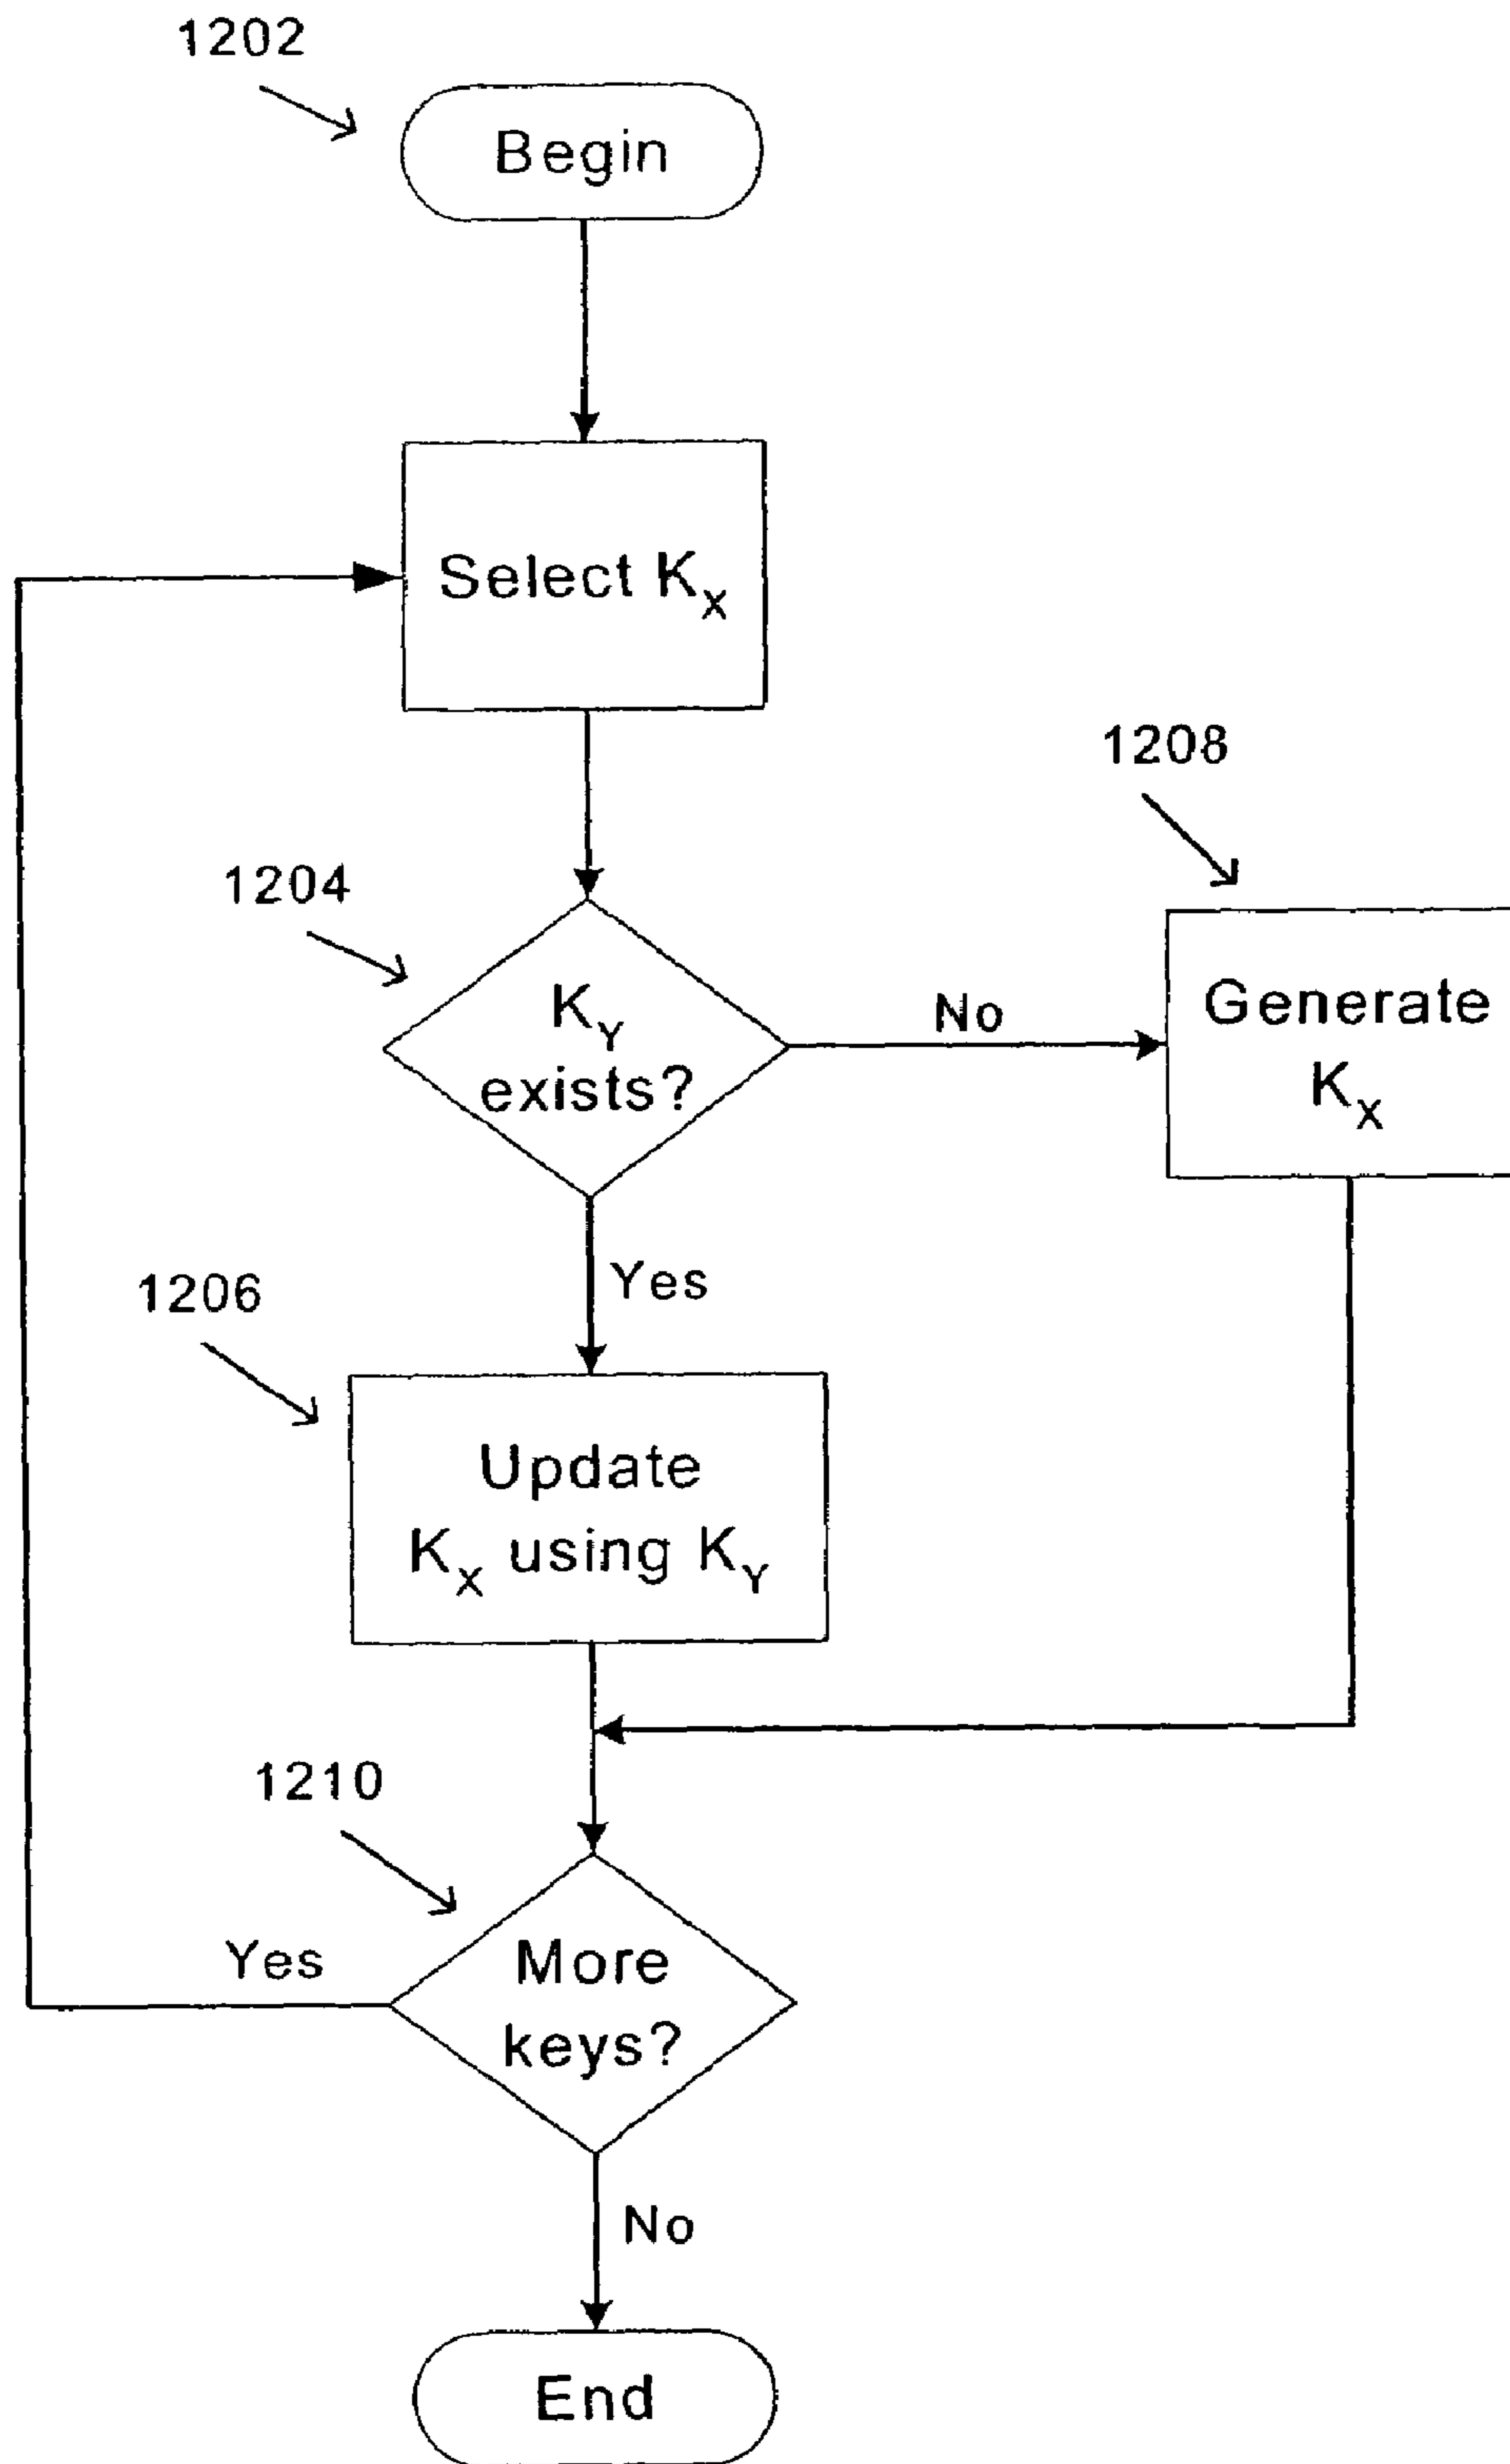 1202
Begin
Select K_X
1208
1204
K_Y
exists?
No
Generate
K_X
Yes
1206
Update
K_X using K_Y
1210
Yes
More
keys?
No
End